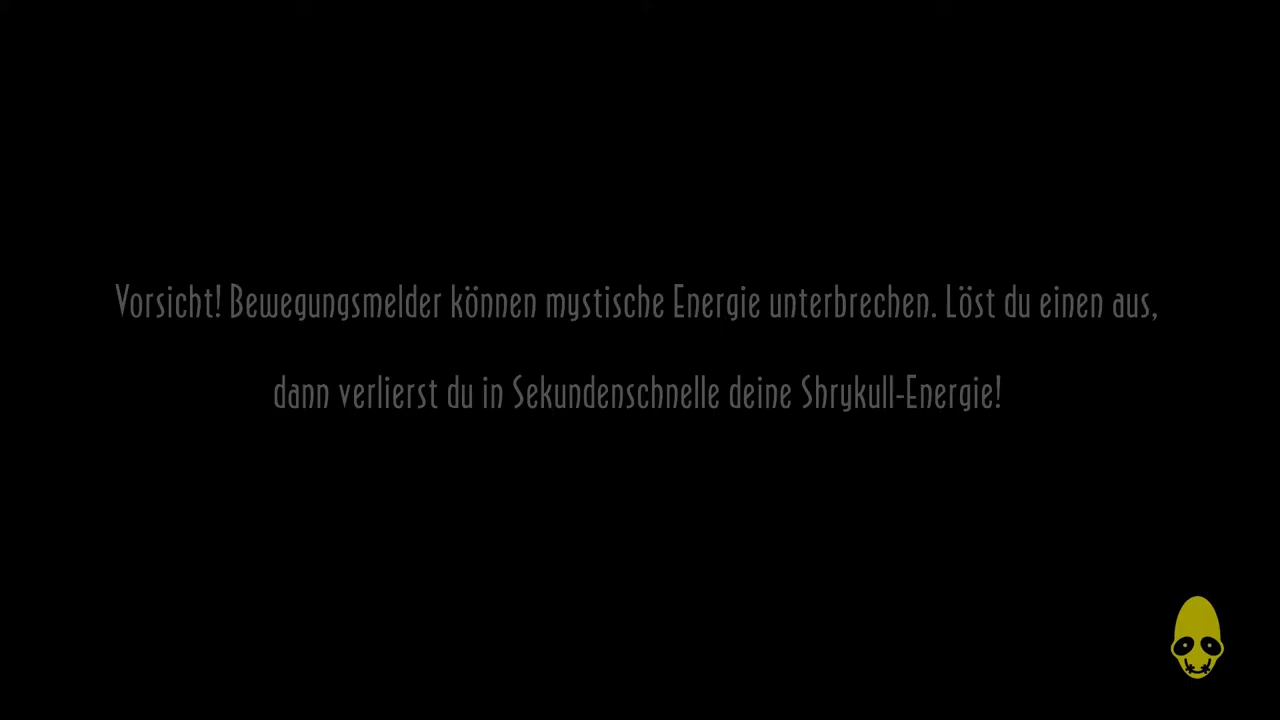 Vorsicht! Bewegungsmelder können mystische Energie unterbrechen. Löst du einen aus,
dann verlierst du in Sekundenschnelle deine Shrykull-Energie!